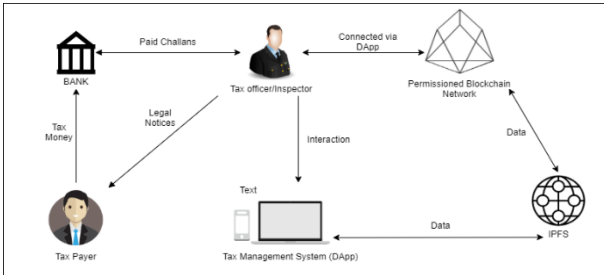 Paid Challans
Connected via
DApp
BANK
Tax officer/Inspector
Permissioned Blockchain
Network
Tax
Money
Legal
Notices
Interaction
Data
Text
Tax Payer
Tax Management System (DApp)
Data
IPFS